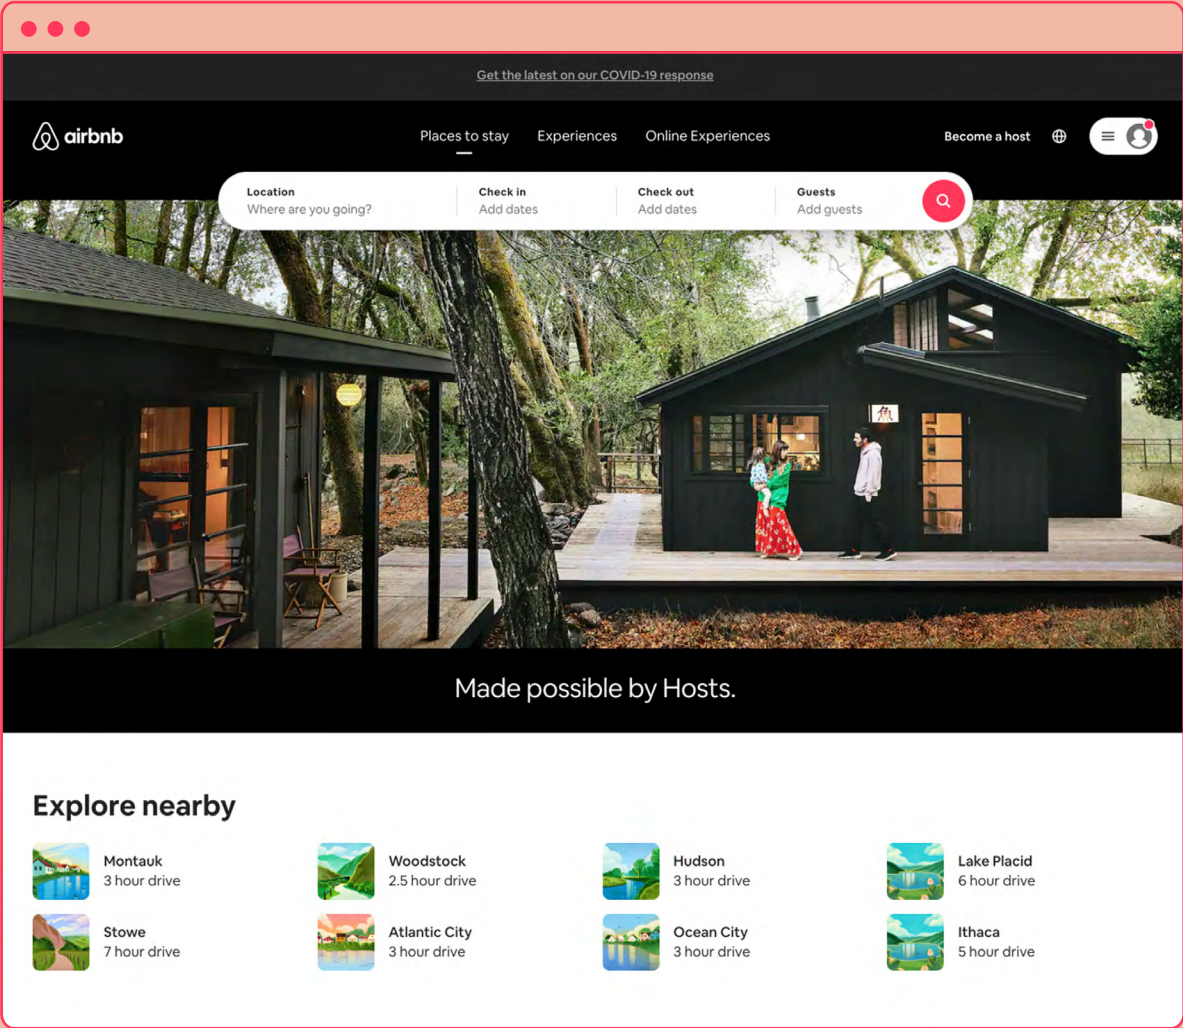 Get the latest on our COVID-19 response
airbnb
Places to stay
Experiences
Online Experiences
Become a host
Location
Where are you going?
Check in
Add dates
Check out
Add dates
Guests
Add guests
角
Made possible by Hosts.
Explore nearby
Montauk
3 hour drive
Woodstock
2.5 hour drive
Hudson
3 hour drive
Lake Placid
6 hour drive
Stowe
7 hour drive
Atlantic City
3 hour drive
Ocean City
3 hour drive
Ithaca
5 hour drive